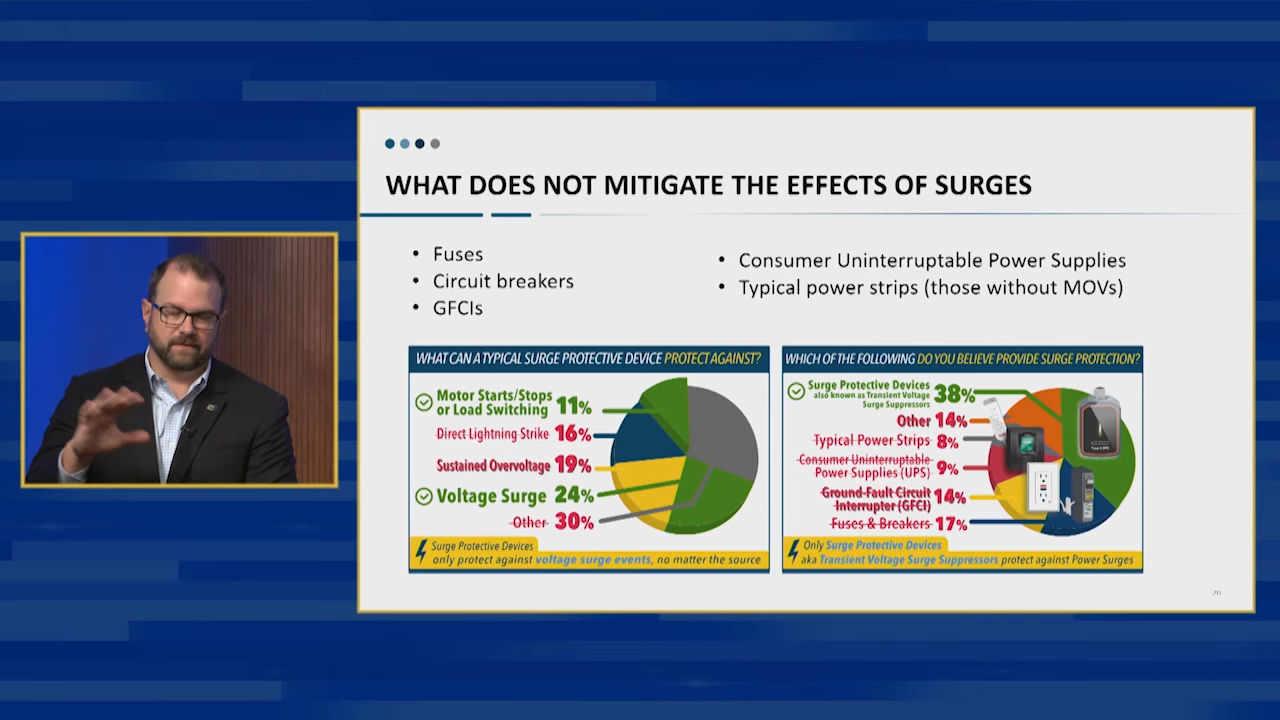 WHAT DOES NOT MITIGATE THE EFFECTS OF SURGES
• Fuses
• Circuit breakers
• GFCIs
• Consumer Uninterruptable Power Supplies
• Typical power strips (those without MOVs)
WHAT CAN A TYPICAL SURGE PROTECTIVE DEVICE PROTECT AGAINST?
Motor Starts/Stops
or Load Switching 11%
Direct Lightning Strike 16%
Sustained Overvoltage 19%
Voltage Surge 24%
Other 30%
Surge Protective Devices
only protect against voltage surge events, no matter the source
WHICH OF THE FOLLOWING DO YOU BELIEVE PROVIDE SURGE PROTECTION?
Surge Protective Devices
also known as Transient Voltage
Surge Suppressors
38%
Other 14%
Typical Power Strips 8%
Consumer Uninterruptable
Power Supplies (UPS) 9%
Ground-Fault Circuit
Interrupter (GFCI) 14%
Fuses & Breakers 17%
Only Surge Protective Devices
aka Transient Voltage Surge Suppressors protect against Power Surges